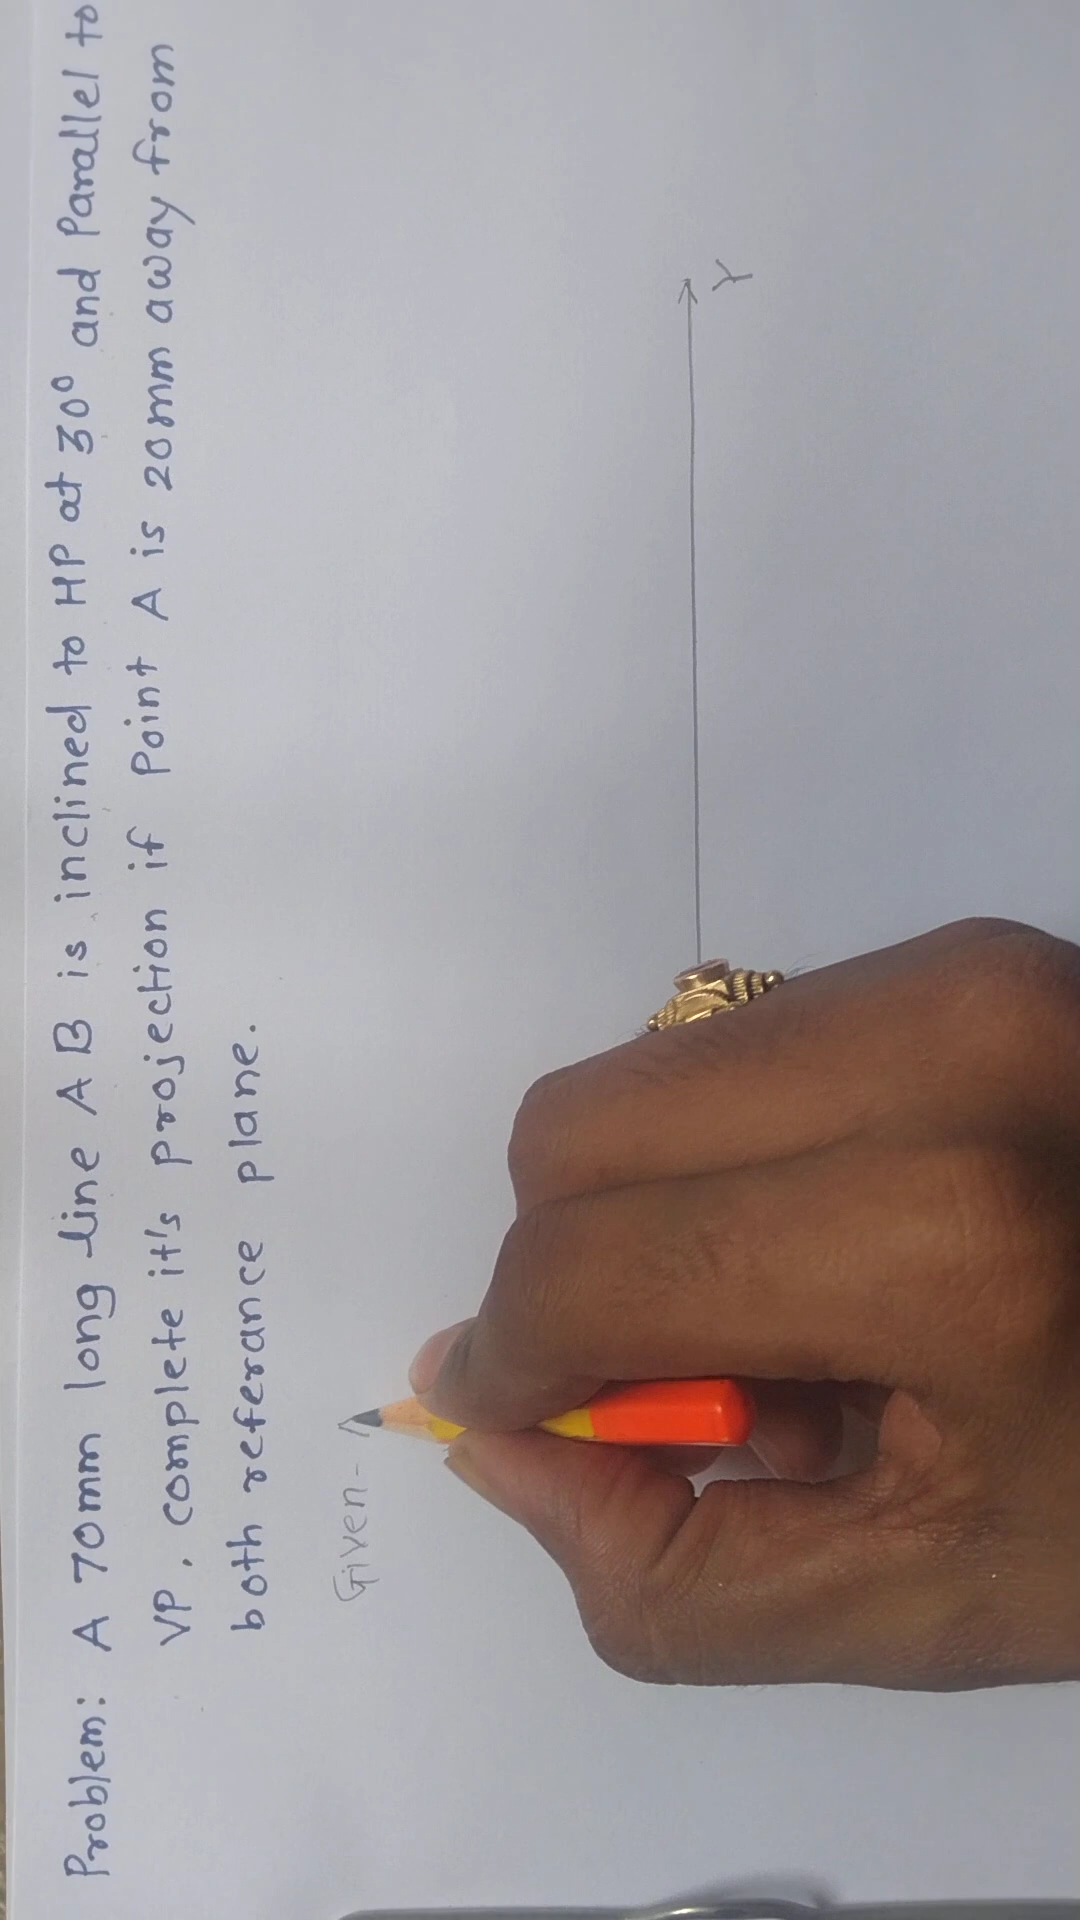 Problem: A 70mm long line AB is inclined to HP at 30° and Parallel to
VP, complete it's projection if Point A is 20mm away from
both referance plane.
Given-
Y